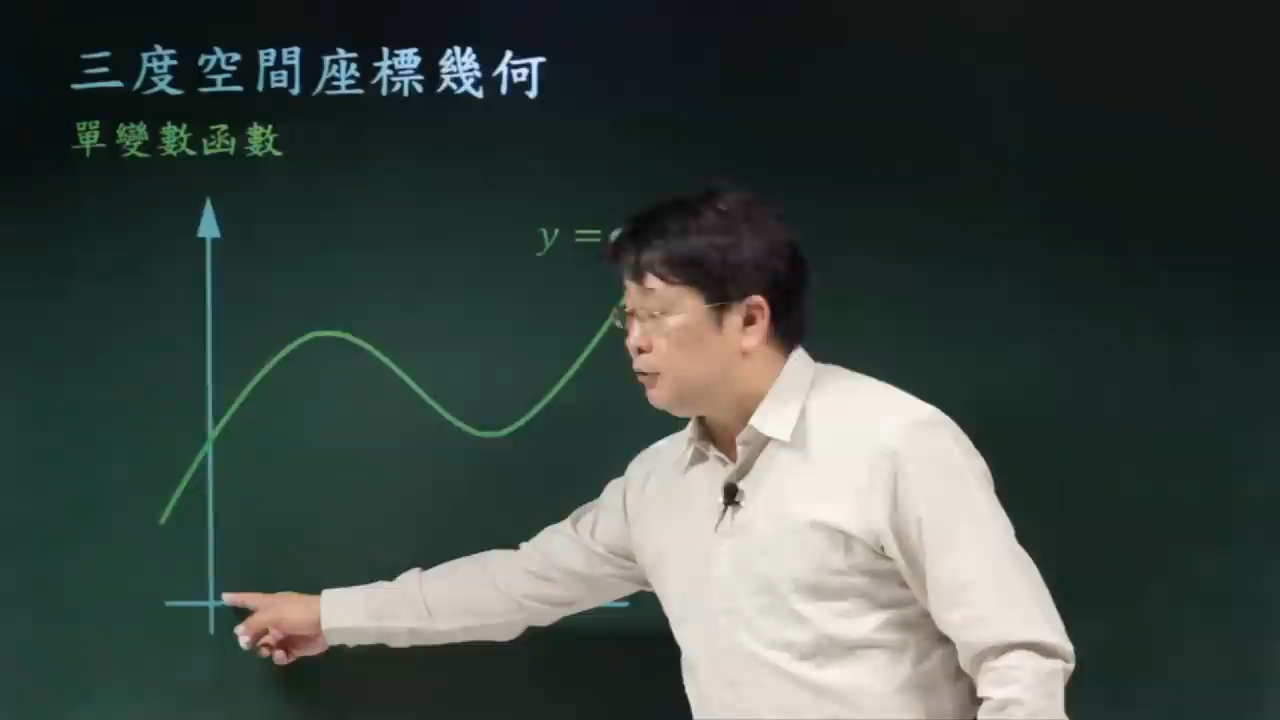 三度空間座標幾何
單變數函數
y =